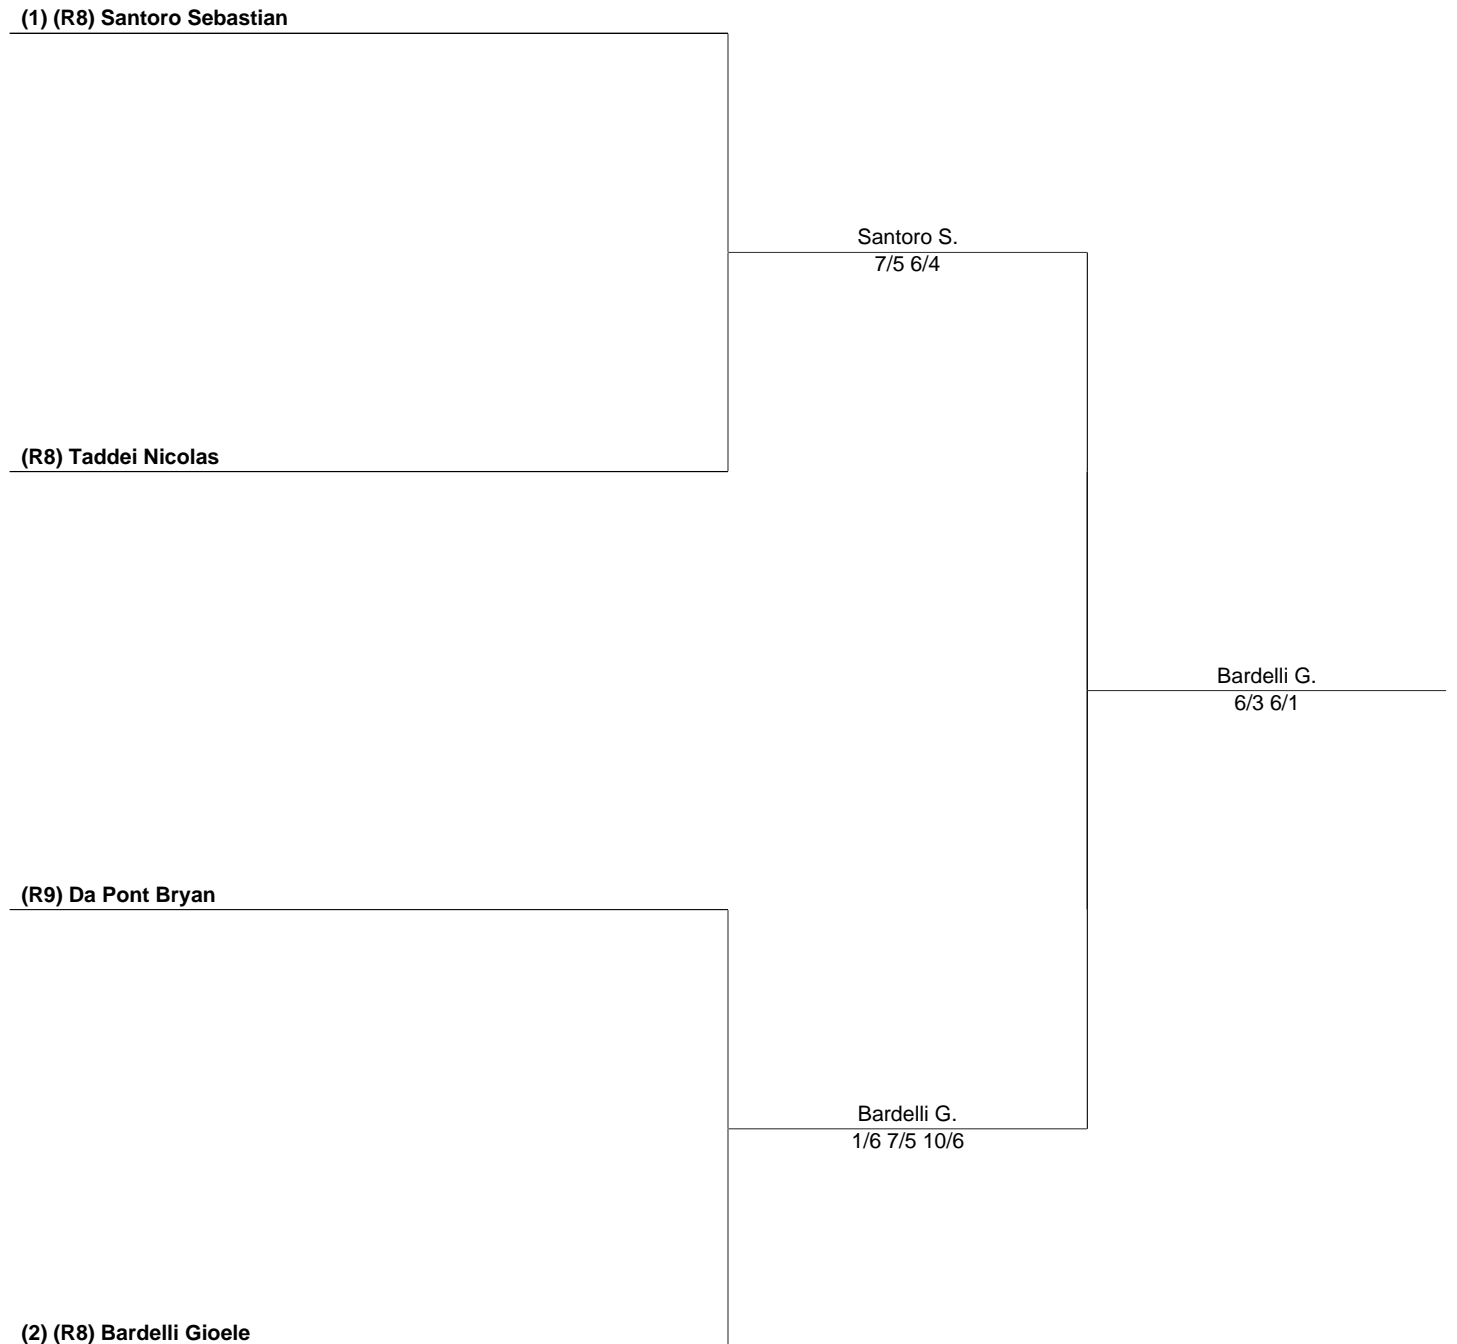 (1) (R8) Santoro Sebastian
Santoro S.
7/5 6/4
(R8) Taddei Nicolas
Bardelli G.
6/3 6/1
(R9) Da Pont Bryan
Bardelli G.
1/6 7/5 10/6
(2) (R8) Bardelli Gioele